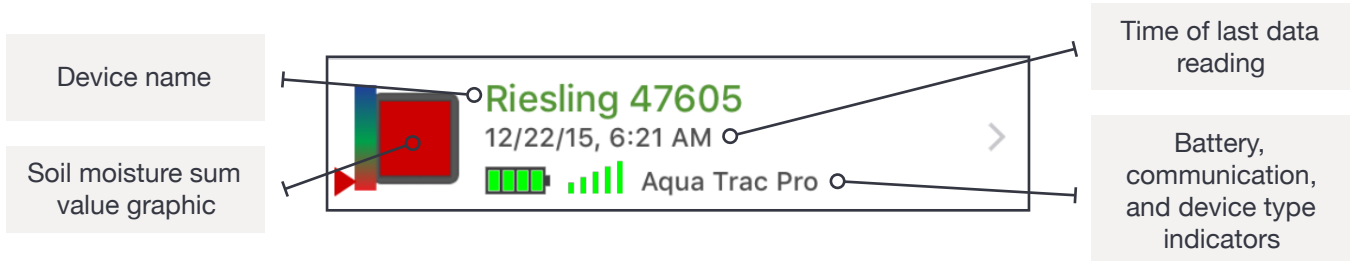 Device name
Soil moisture sum
value graphic
Riesling 47605
12/22/15, 6:21 AM
Aqua Trac Pro
Time of last data
reading
Battery,
communication,
and device type
indicators